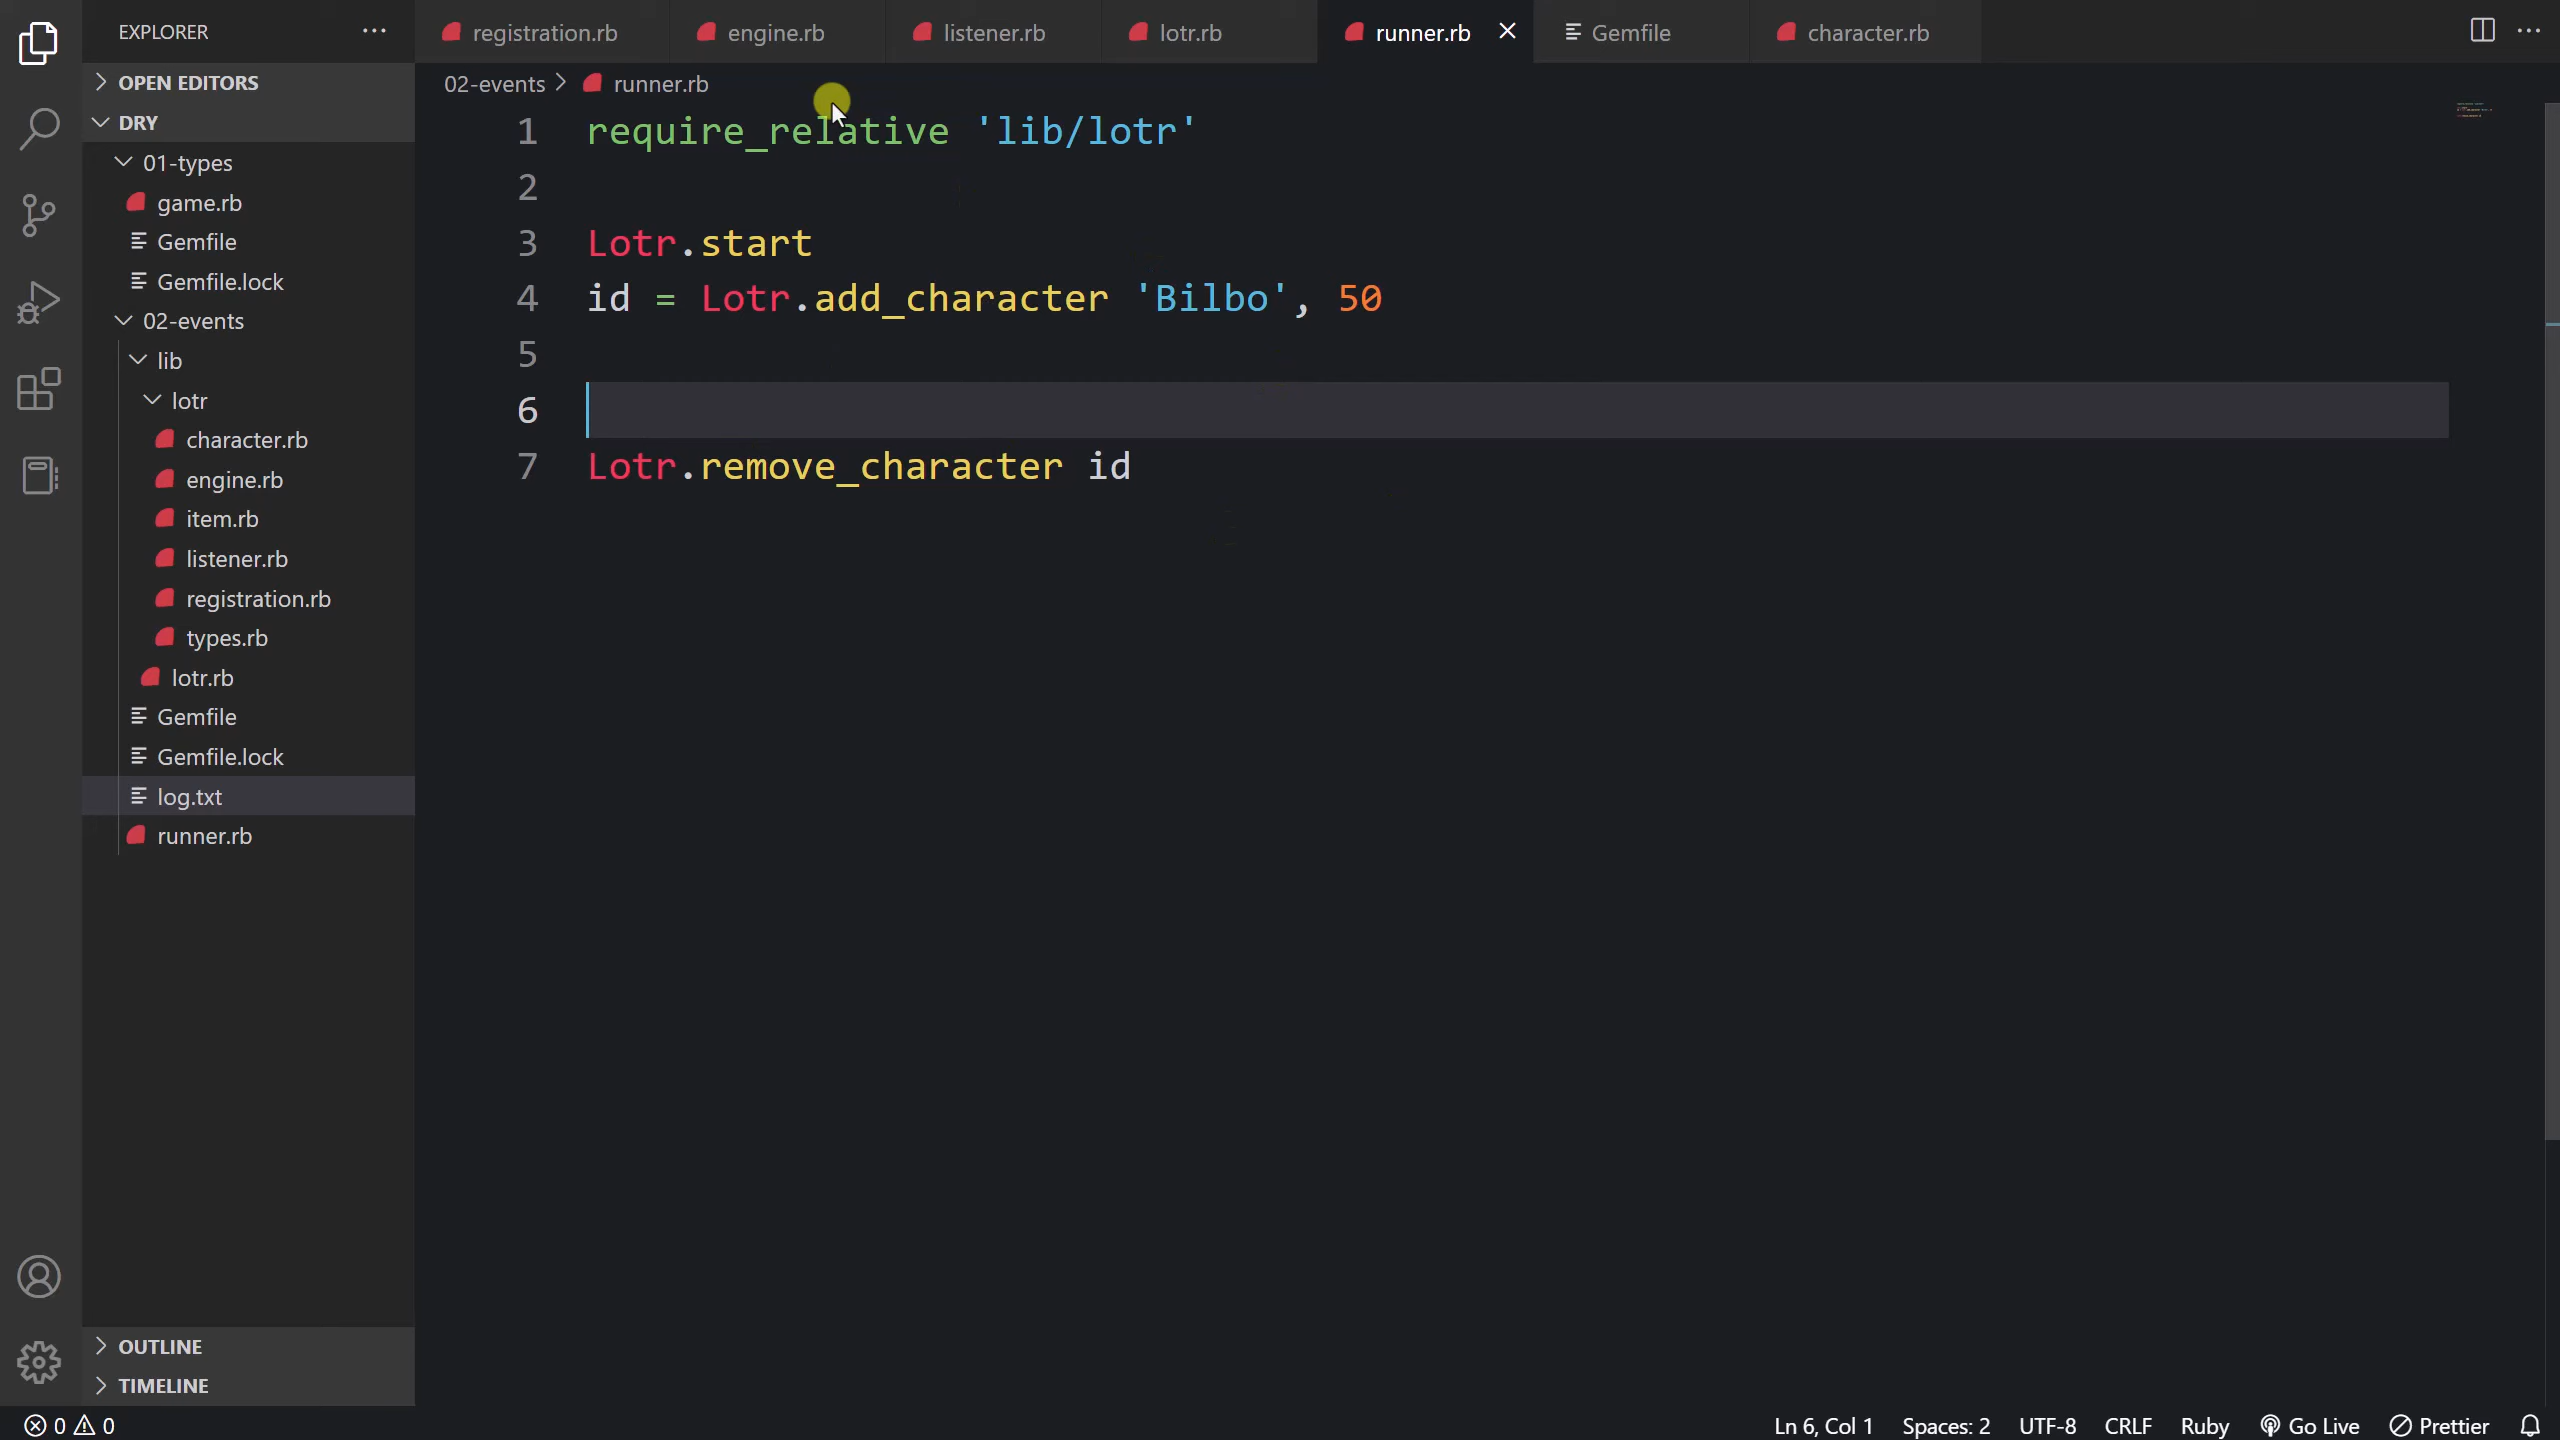 EXPLORER
OPEN EDITORS
DRY
01-types
game.rb
Gemfile
Gemfile.lock
02-events
lib
lotr
character.rb
engine.rb
item.rb
listener.rb
registration.rb
types.rb
lotr.rb
Gemfile
Gemfile.lock
log.txt
runner.rb
OUTLINE
TIMELINE
registration.rb engine.rb listener.rb lotr.rb runner.rb Gemfile character.rb
02-events runner.rb
1 require_relative 'lib/lotr'
2
3 Lotr.start
4 id = Lotr.add_character 'Bilbo', 50
5
6
7 Lotr.remove_character id
0 0 Ln 6, Col 1 Spaces: 2 UTF-8 CRLF Ruby Go Live Prettier